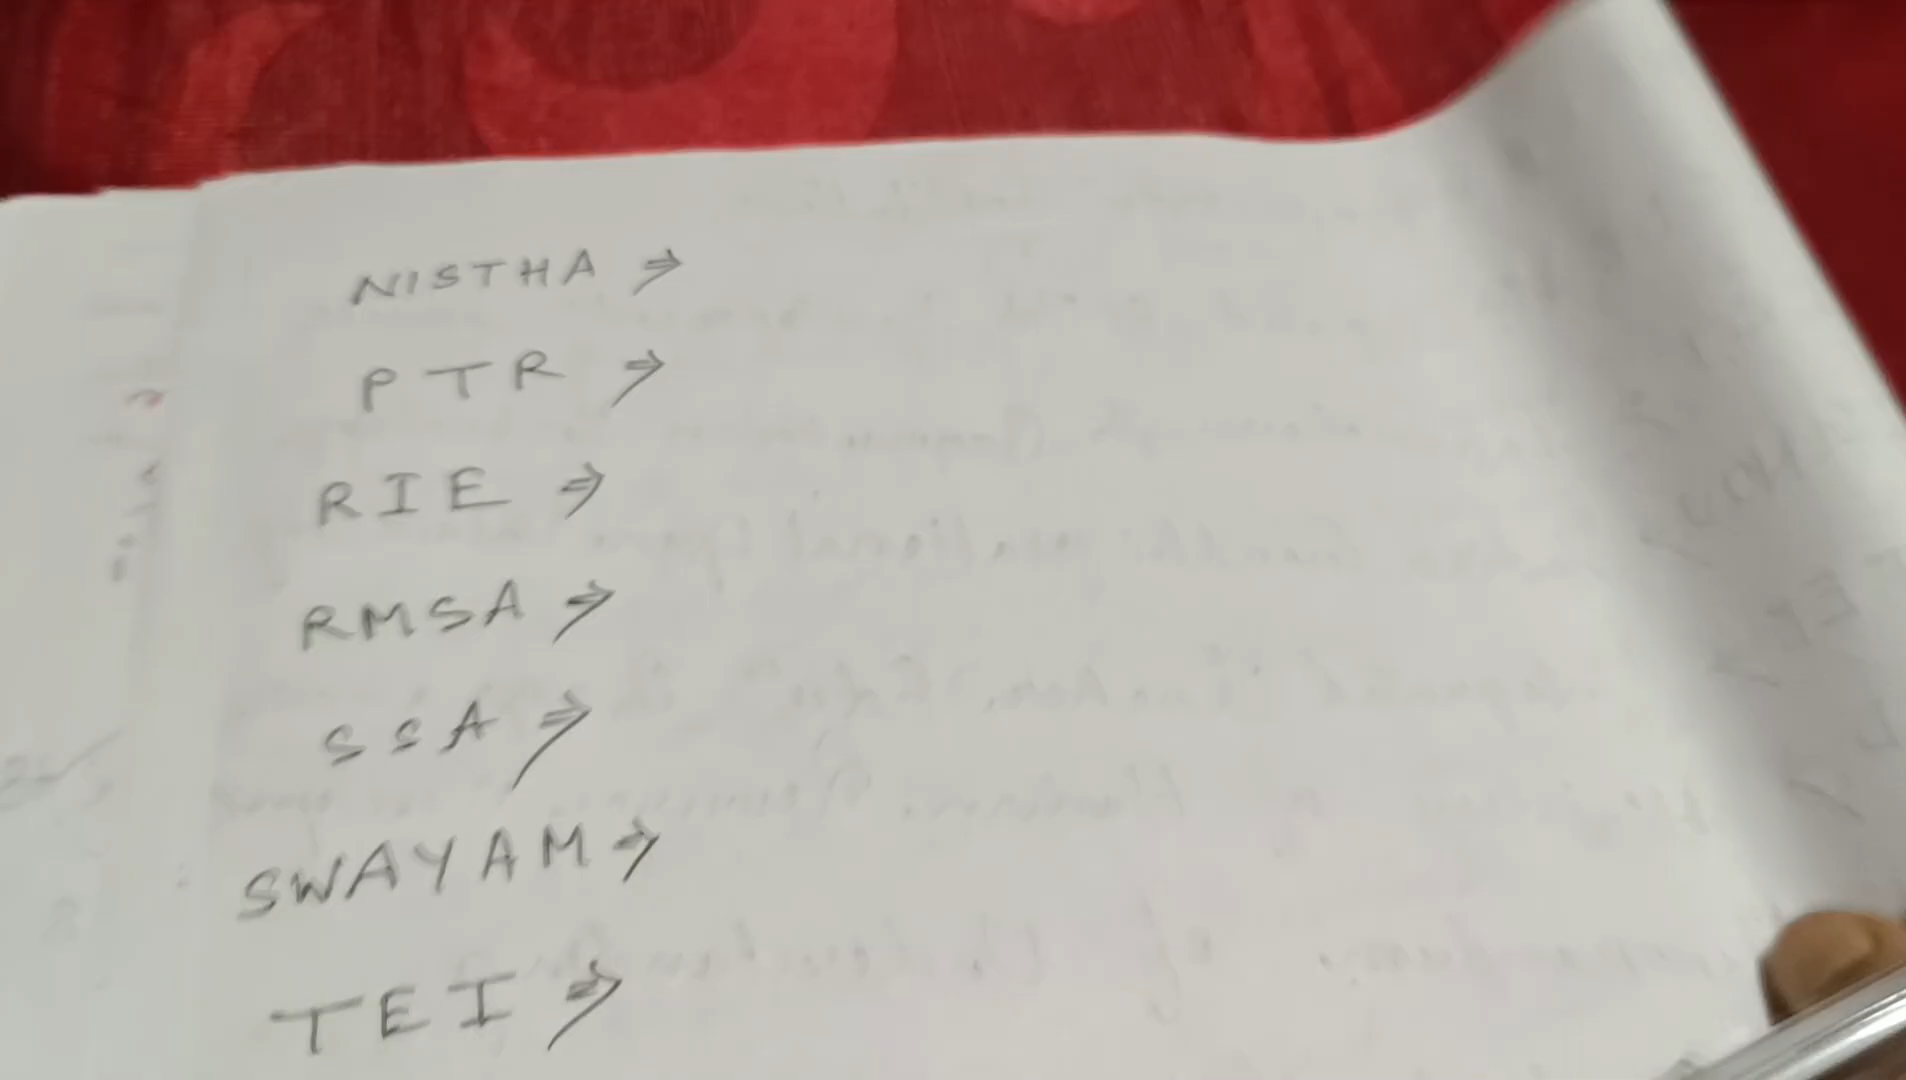 NISTHA ⇒
PTR ⇒
RIE ⇒
RMSA ⇒
SSA ⇒
SWAYAM ⇒
TEI ⇒